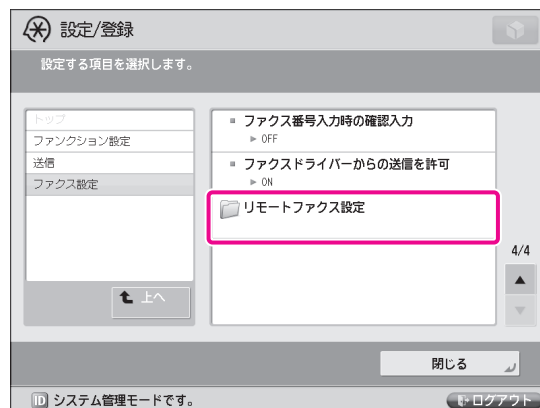 設定/登録
設定する項目を選択します。
トップ
ファンクション設定
送信
ファクス設定
上へ
ファクス番号入力時の確認入力
► OFF
ファクスドライバーからの送信を許可
► ON
リモートファクス設定
4/4
閉じる
ID システム管理モードです。
ログアウト